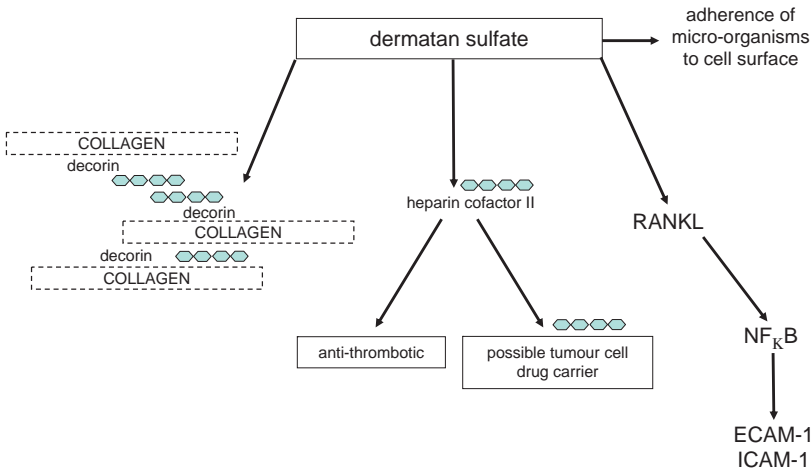 dermatan sulfate
adherence of
micro-organisms
to cell surface
COLLAGEN
decorin
decorin
COLLAGEN
decorin
COLLAGEN
heparin cofactor II
RANKL
anti-thrombotic
possible tumour cell
drug carrier
NFKB
ECAM-1
ICAM-1